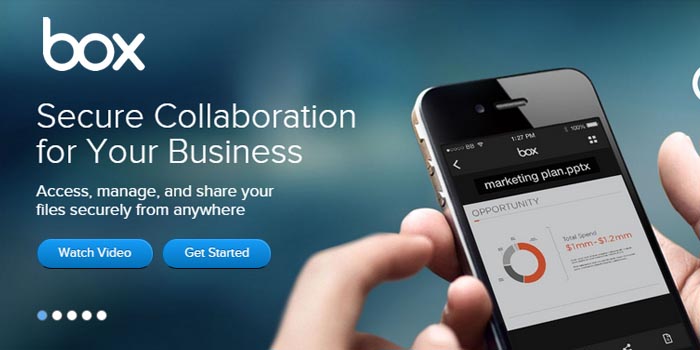 box
Secure Collaboration
for Your Business
Access, manage, and share your
files securely from anywhere
Watch Video
Get Started
BB
1:27 PM
100%
box
marketing plan.pptx
OPPORTUNITY
Total Spend
$1mm - $1.2mm